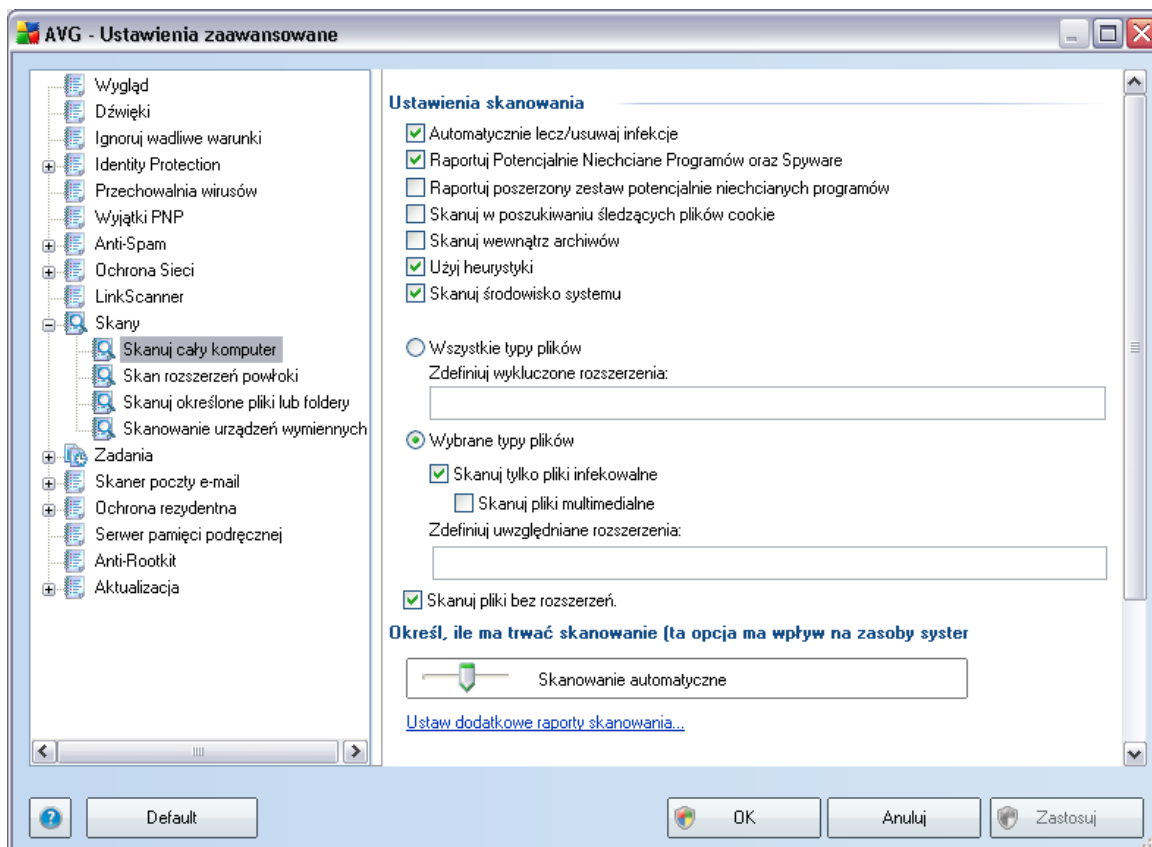 AVG - Ustawienia zaawansowane
Wygląd
Dźwięki
Ignoruj wadliwe warunki
Identity Protection
Przechowalnia wirusów
Wyjątki PNP
Anti-Spam
Ochrona Sieci
LinkScanner
Skany
Skanuj cały komputer
Skan rozszerzeń powłoki
Skanuj określone pliki lub foldery
Skanowanie urządzeń wymiennych
Zadania
Skaner poczty e-mail
Ochrona rezydentna
Serwer pamięci podręcznej
Anti-Rootkit
Aktualizacja
Ustawienia skanowania
Automatycznie lecz/usuwaj infekcje
Raportuj Potencjalnie Niechciane Programów oraz Spyware
Raportuj poszerzony zestaw potencjalnie niechcianych programów
Skanuj w poszukiwaniu śledzących plików cookie
Skanuj wewnątrz archiwów
Użyj heurystyki
Skanuj środowisko systemu
Wszystkie typy plików
Zdefiniuj wykluczone rozszerzenia:
Wybrane typy plików
Skanuj tylko pliki infekowalne
Skanuj pliki multimedialne
Zdefiniuj uwzględniane rozszerzenia:
Skanuj pliki bez rozszerzeń.
Określ, ile ma trwać skanowanie (ta opcja ma wpływ na zasoby syster
Skanowanie automatyczne
Ustaw dodatkowe raporty skanowania...
Default
OK
Anuluj
Zastosuj